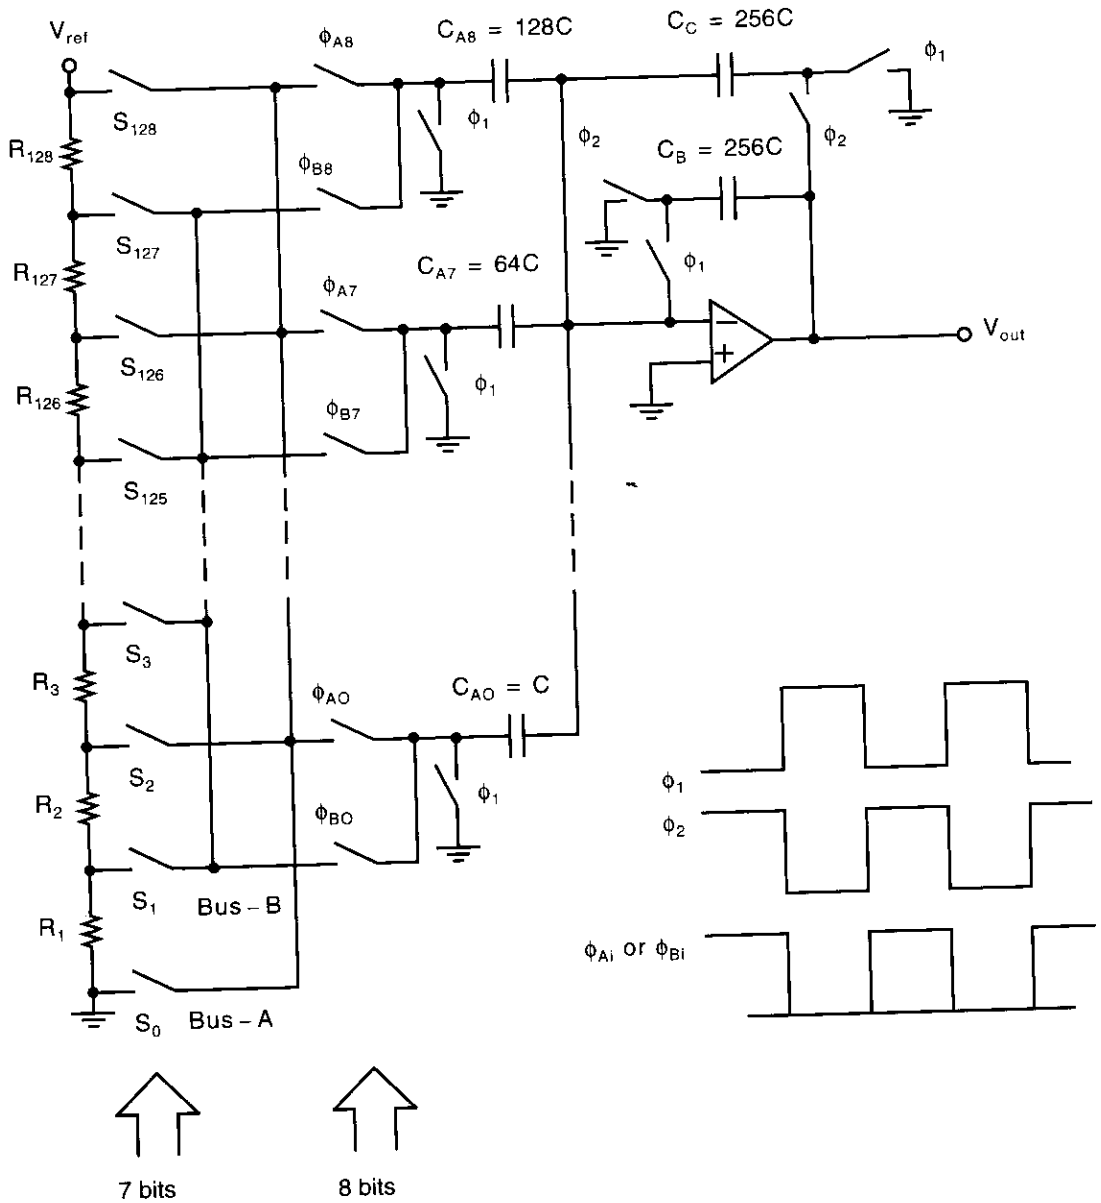 V_ref
ϕ_A8
C_A8 = 128C
C_C = 256C
ϕ_1
S_128
ϕ_1
ϕ_2
ϕ_2
R_128
ϕ_B8
C_B = 256C
S_127
R_127
ϕ_A7
C_A7 = 64C
ϕ_1
V_out
S_126
ϕ_1
R_126
ϕ_B7
S_125
S_3
R_3
ϕ_AO
C_AO = C
S_2
ϕ_1
R_2
ϕ_BO
S_1
Bus – B
R_1
S_0
Bus – A
ϕ_1
ϕ_2
ϕ_Ai or ϕ_Bi
7 bits
8 bits